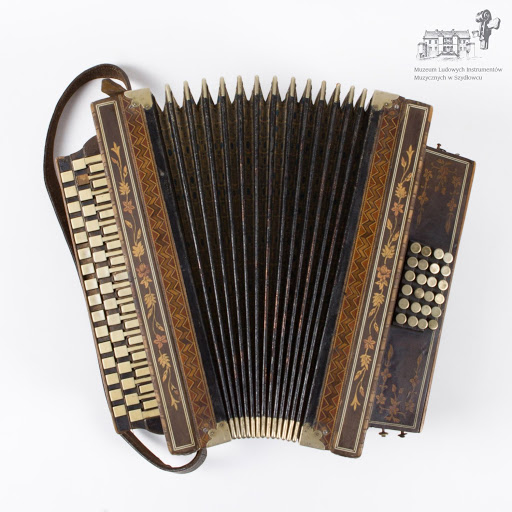 Muzeum Ludowych Instrumentów
Muzycznych w Szydłowcu